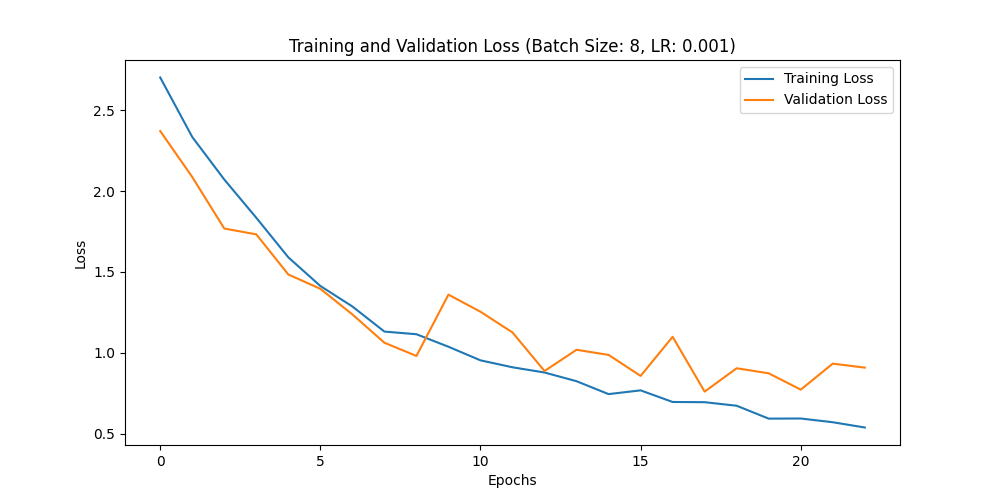 Training and Validation Loss (Batch Size: 8, LR: 0.001)
Training Loss
Validation Loss
2.5
2.0
1.5
1.0
0.5
Loss
0 5 10 15 20
Epochs